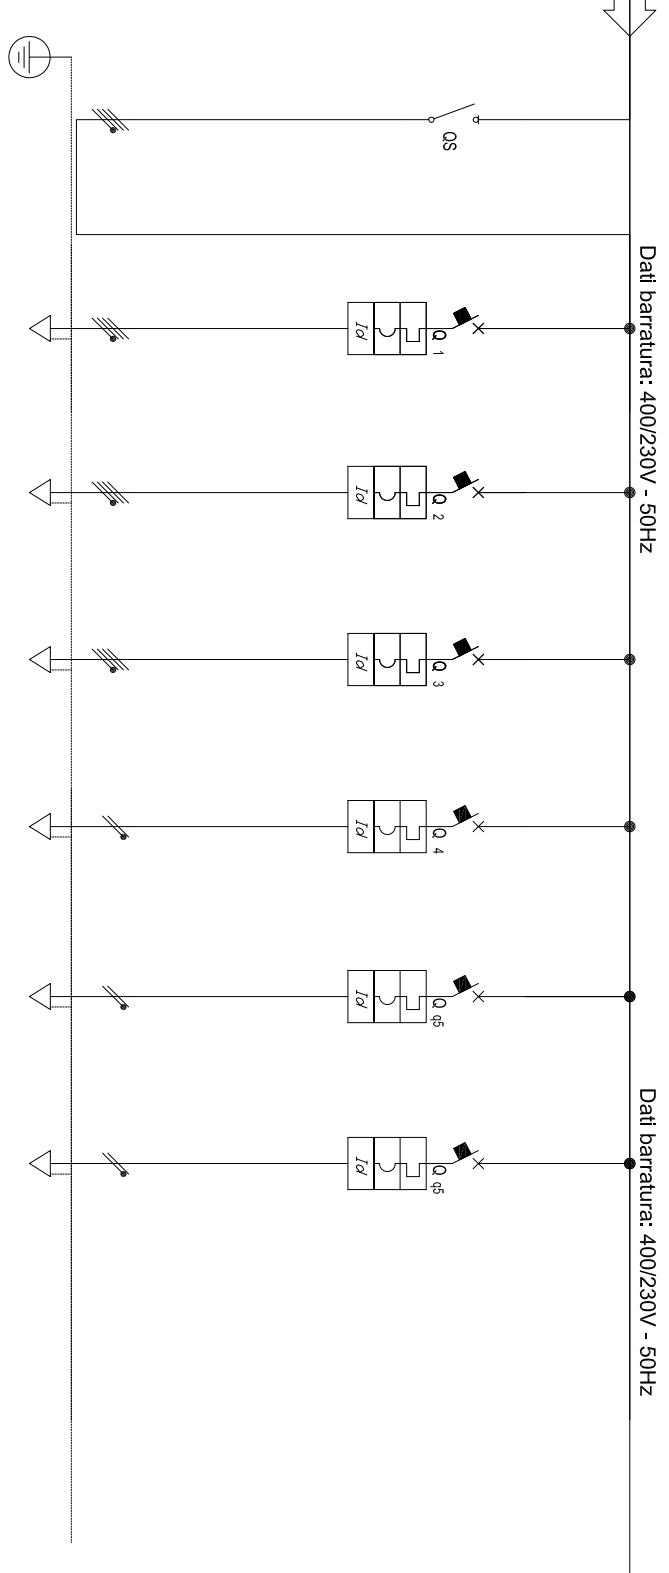 Dati barratura: 400/230V - 50Hz
Dati barratura: 400/230V - 50Hz
QS
Q
1
Id
Q
2
Id
Q
3
Id
Q
4
Id
Q
q5
Id
Q
q5
Id